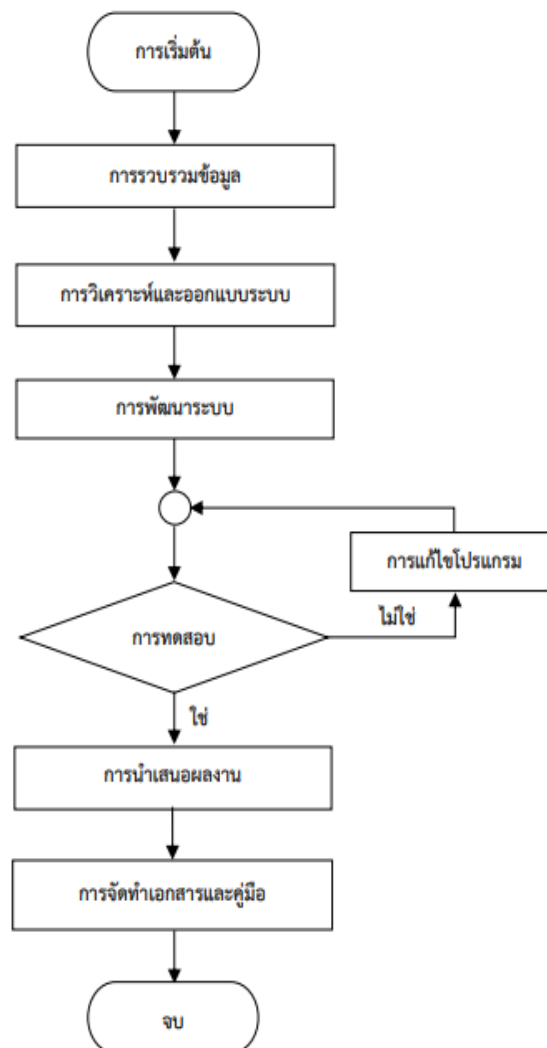 การเริ่มต้น
การรวบรวมข้อมูล
การวิเคราะห์และออกแบบระบบ
การพัฒนาระบบ
การแก้ไขโปรแกรม
ไม่ใช่
การทดสอบ
ใช่
การนำเสนอผลงาน
การจัดทำเอกสารและคู่มือ
จบ